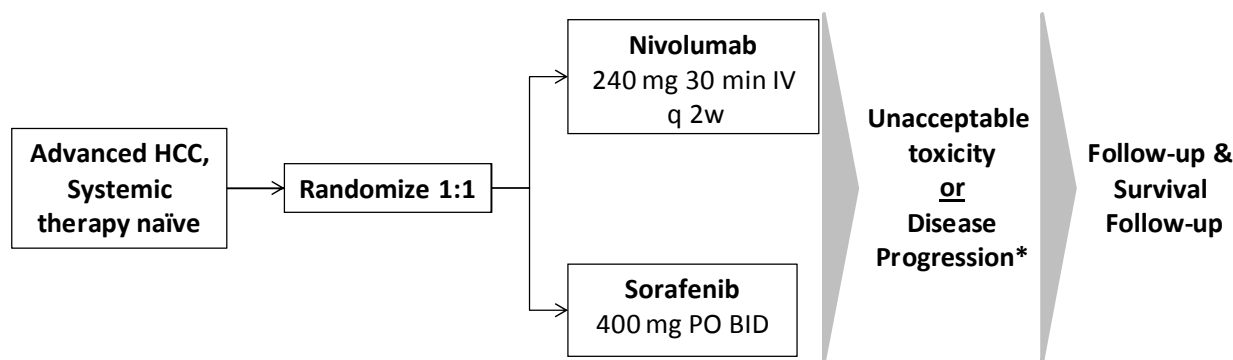 Advanced HCC,
Systemic
therapy naïve
Randomize 1:1
Nivolumab
240 mg 30 min IV
q 2w
Sorafenib
400 mg PO BID
Unacceptable
toxicity
or
Disease
Progression*
Follow-up &
Survival
Follow-up